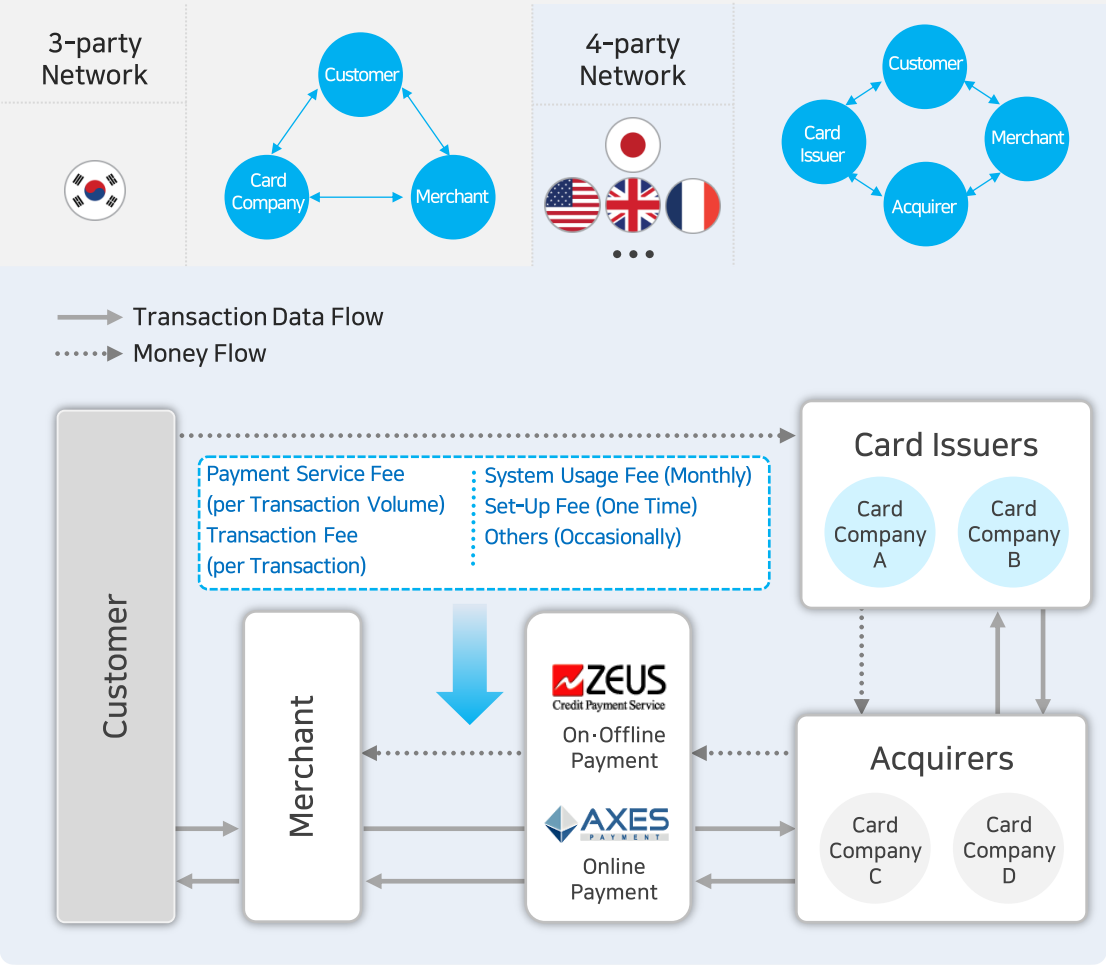 3-party
Network
Customer
Card
Company
Merchant
4-party
Network
Customer
Card
Issuer
Merchant
Acquirer
Transaction Data Flow
Money Flow
Customer
Payment Service Fee
(per Transaction Volume)
Transaction Fee
(per Transaction)
System Usage Fee (Monthly)
Set-Up Fee (One Time)
Others (Occasionally)
Card Issuers
Card
Company
A
Card
Company
B
Merchant
ZEUS
Credit Payment Service
On·Offline
Payment
AXES
PAYMENT
Online
Payment
Acquirers
Card
Company
C
Card
Company
D